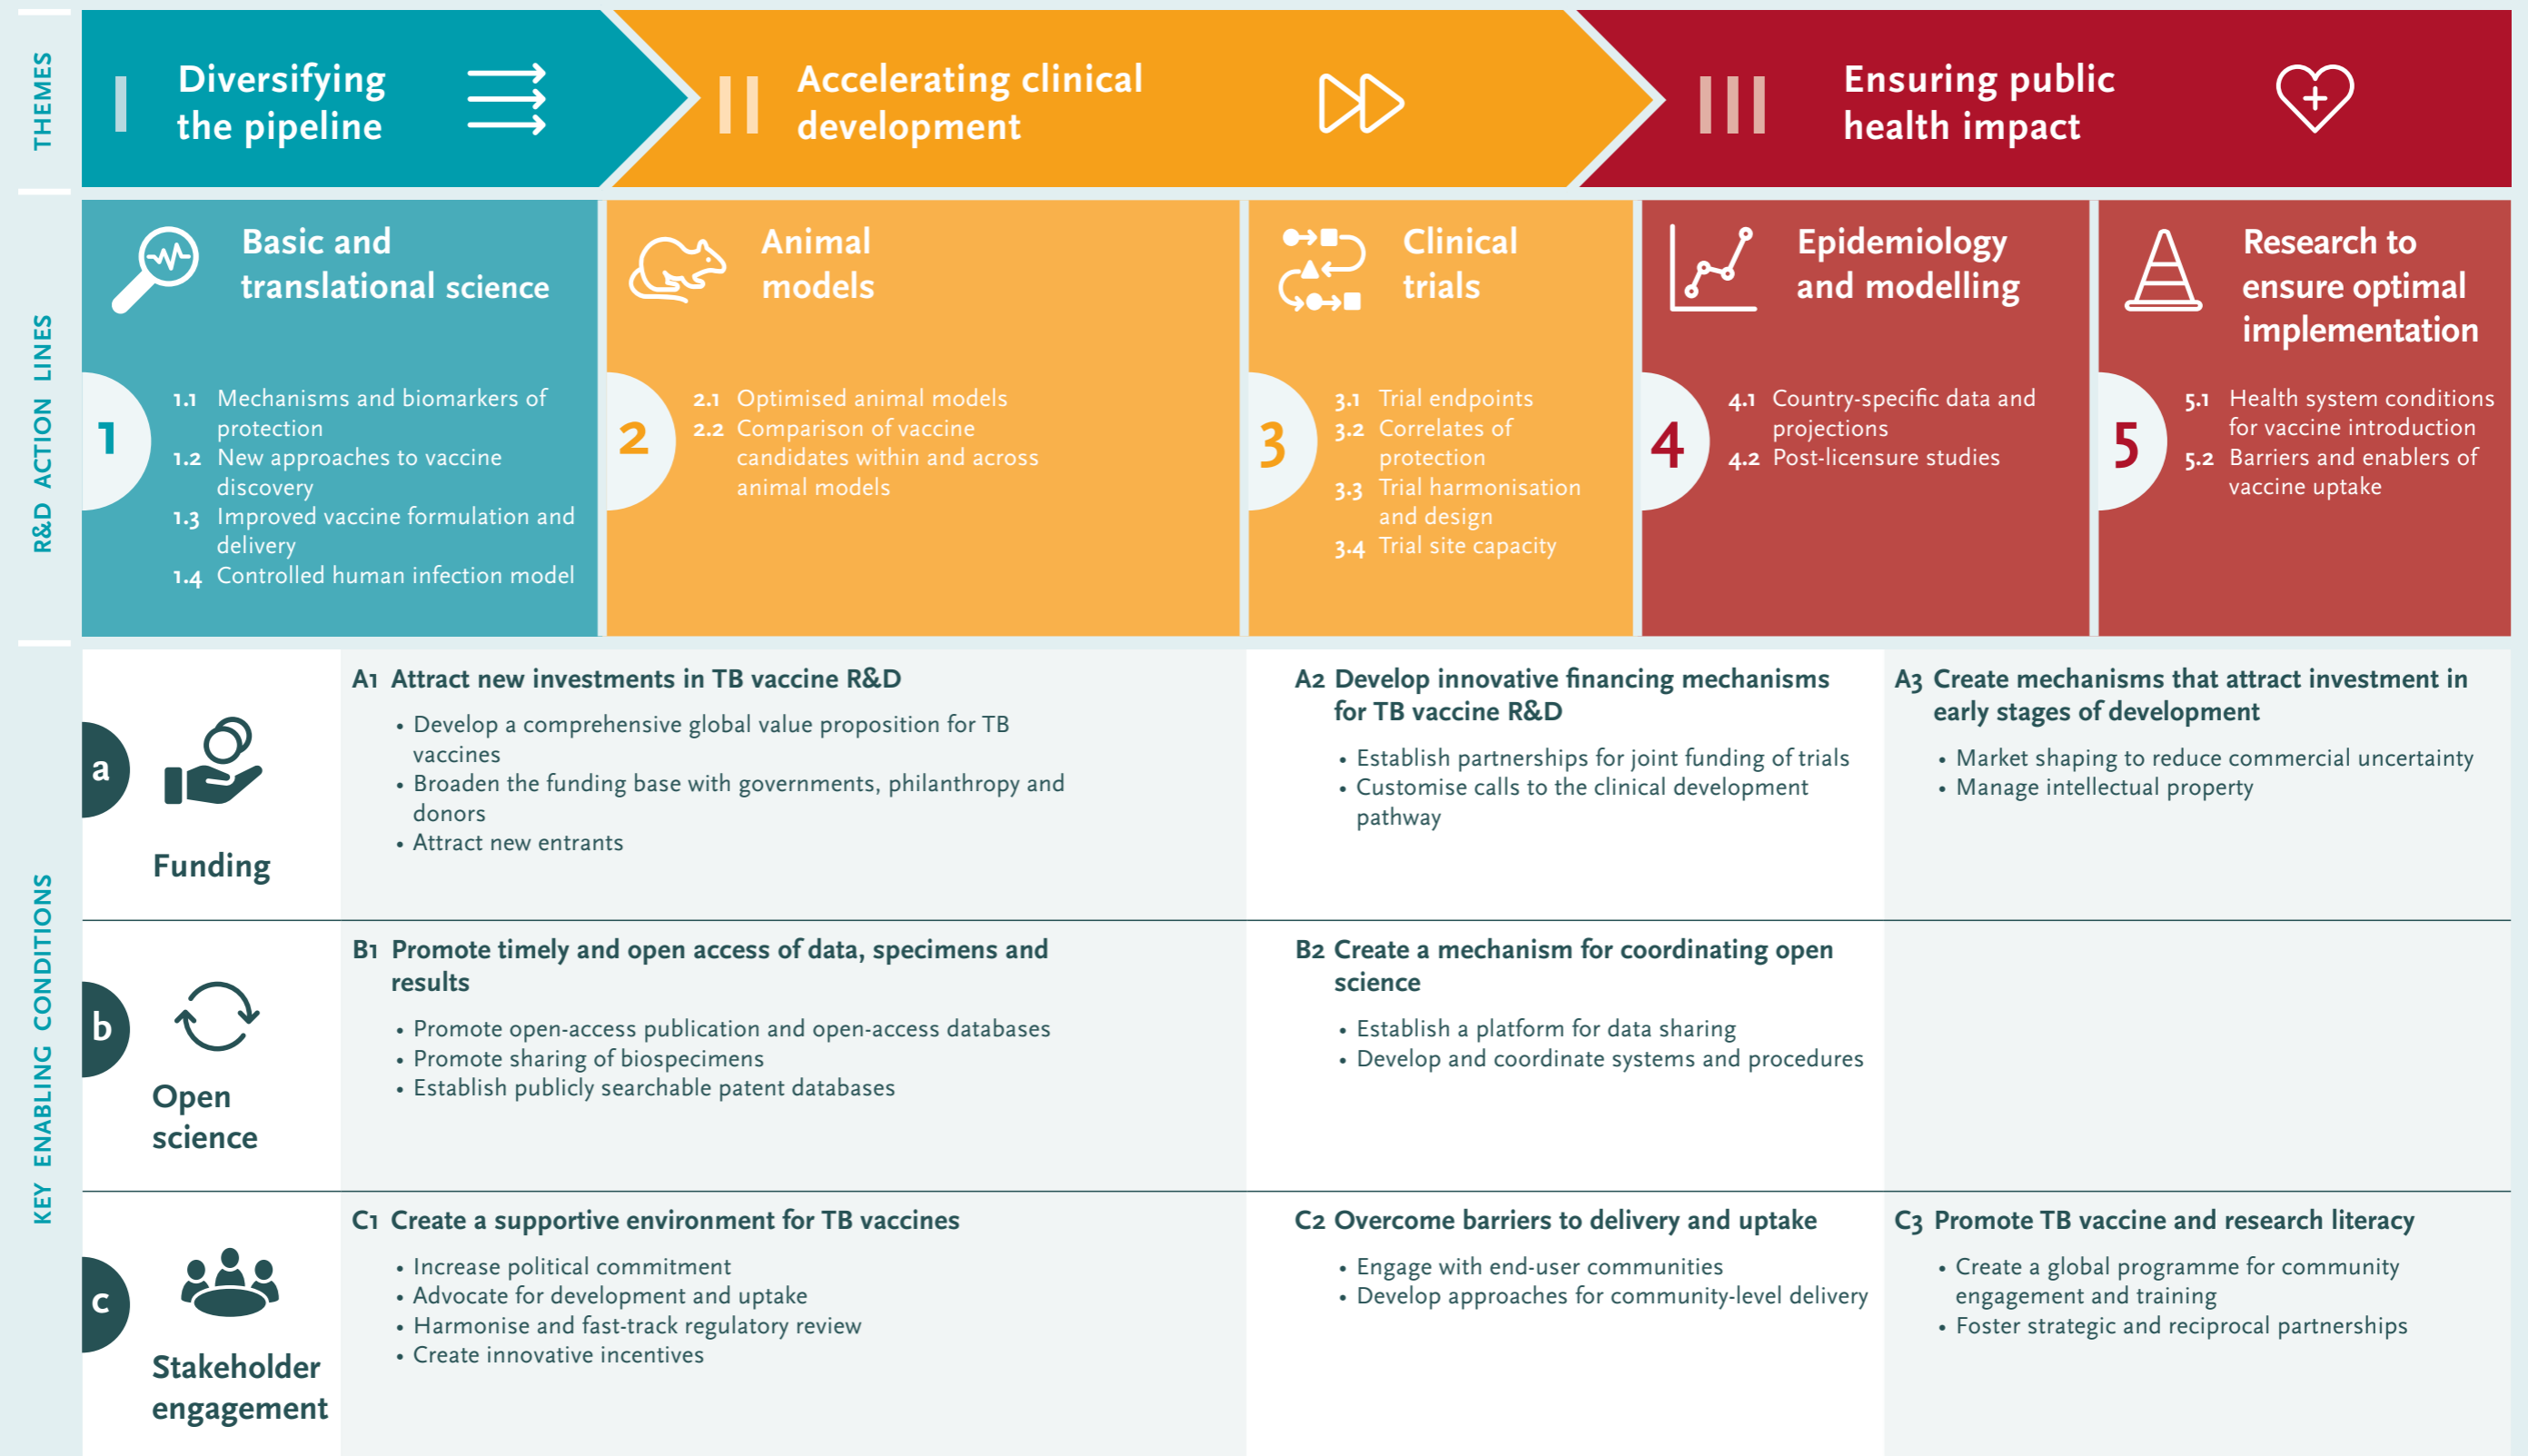 THEMES
I
Diversifying
the pipeline
II
Accelerating clinical
development
III
Ensuring public
health impact
R&D ACTION LINES
Basic and
translational science
1
1.1 Mechanisms and biomarkers of
protection
1.2 New approaches to vaccine
discovery
1.3 Improved vaccine formulation and
delivery
1.4 Controlled human infection model
Animal
models
2
2.1 Optimised animal models
2.2 Comparison of vaccine
candidates within and across
animal models
Clinical
trials
3
3.1 Trial endpoints
3.2 Correlates of
protection
3.3 Trial harmonisation
and design
3.4 Trial site capacity
Epidemiology
and modelling
4
4.1 Country-specific data and
projections
4.2 Post-licensure studies
Research to
ensure optimal
implementation
5
5.1 Health system conditions
for vaccine introduction
5.2 Barriers and enablers of
vaccine uptake
KEY ENABLING CONDITIONS
a
Funding
A1 Attract new investments in TB vaccine R&D
• Develop a comprehensive global value proposition for TB
vaccines
• Broaden the funding base with governments, philanthropy and
donors
• Attract new entrants
A2 Develop innovative financing mechanisms
for TB vaccine R&D
• Establish partnerships for joint funding of trials
• Customise calls to the clinical development
pathway
A3 Create mechanisms that attract investment in
early stages of development
• Market shaping to reduce commercial uncertainty
• Manage intellectual property
b
Open
science
B1 Promote timely and open access of data, specimens and
results
• Promote open-access publication and open-access databases
• Promote sharing of biospecimens
• Establish publicly searchable patent databases
B2 Create a mechanism for coordinating open
science
• Establish a platform for data sharing
• Develop and coordinate systems and procedures
c
Stakeholder
engagement
C1 Create a supportive environment for TB vaccines
• Increase political commitment
• Advocate for development and uptake
• Harmonise and fast-track regulatory review
• Create innovative incentives
C2 Overcome barriers to delivery and uptake
• Engage with end-user communities
• Develop approaches for community-level delivery
C3 Promote TB vaccine and research literacy
• Create a global programme for community
engagement and training
• Foster strategic and reciprocal partnerships